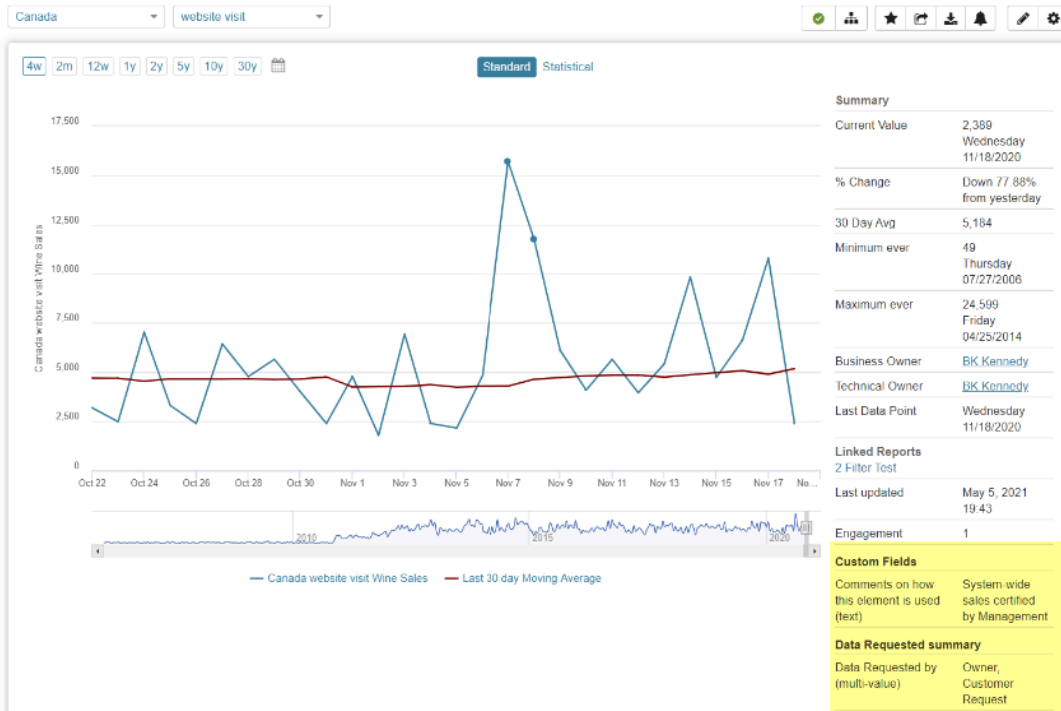 Canada
website visit
4w 2m 12w 1y 2y 5y 10y 30y
Standard Statistical
Canada website visit Wine Sales
17,500
15,000
12,500
10,000
7,500
5,000
2,500
0
Oct 22 Oct 24 Oct 26 Oct 28 Oct 30 Nov 1 Nov 3 Nov 5 Nov 7 Nov 9 Nov 11 Nov 13 Nov 15 Nov 17 No...
2010 2015 2020
Canada website visit Wine Sales Last 30 day Moving Average
Summary
Current Value 2,389
Wednesday
11/18/2020
% Change Down 77.88%
from yesterday
30 Day Avg 5,184
Minimum ever 49
Thursday
07/27/2006
Maximum ever 24,599
Friday
04/25/2014
Business Owner BK Kennedy
Technical Owner BK Kennedy
Last Data Point Wednesday
11/18/2020
Linked Reports
2 Filter Test
Last updated May 5, 2021
19:43
Engagement 1
Custom Fields
Comments on how System-wide
this element is used sales certified
(text) by Management
Data Requested summary
Data Requested by Owner,
(multi-value) Customer
Request